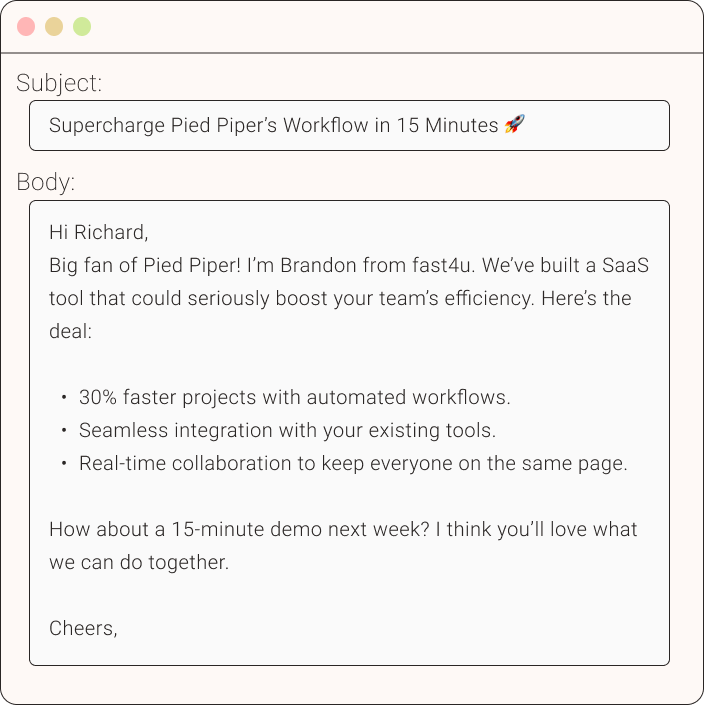 Subject:
Supercharge Pied Piper’s Workflow in 15 Minutes 🚀
Body:
Hi Richard,
Big fan of Pied Piper! I’m Brandon from fast4u. We’ve built a SaaS
tool that could seriously boost your team’s efficiency. Here’s the
deal:
• 30% faster projects with automated workflows.
• Seamless integration with your existing tools.
• Real-time collaboration to keep everyone on the same page.
How about a 15-minute demo next week? I think you’ll love what
we can do together.
Cheers,